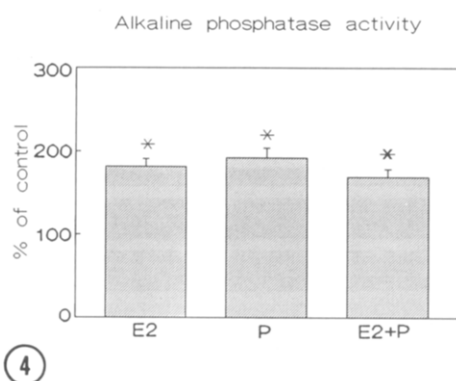 Alkaline phosphatase activity
300
200
100
0
% of control
*
*
*
E2
P
E2+P
4